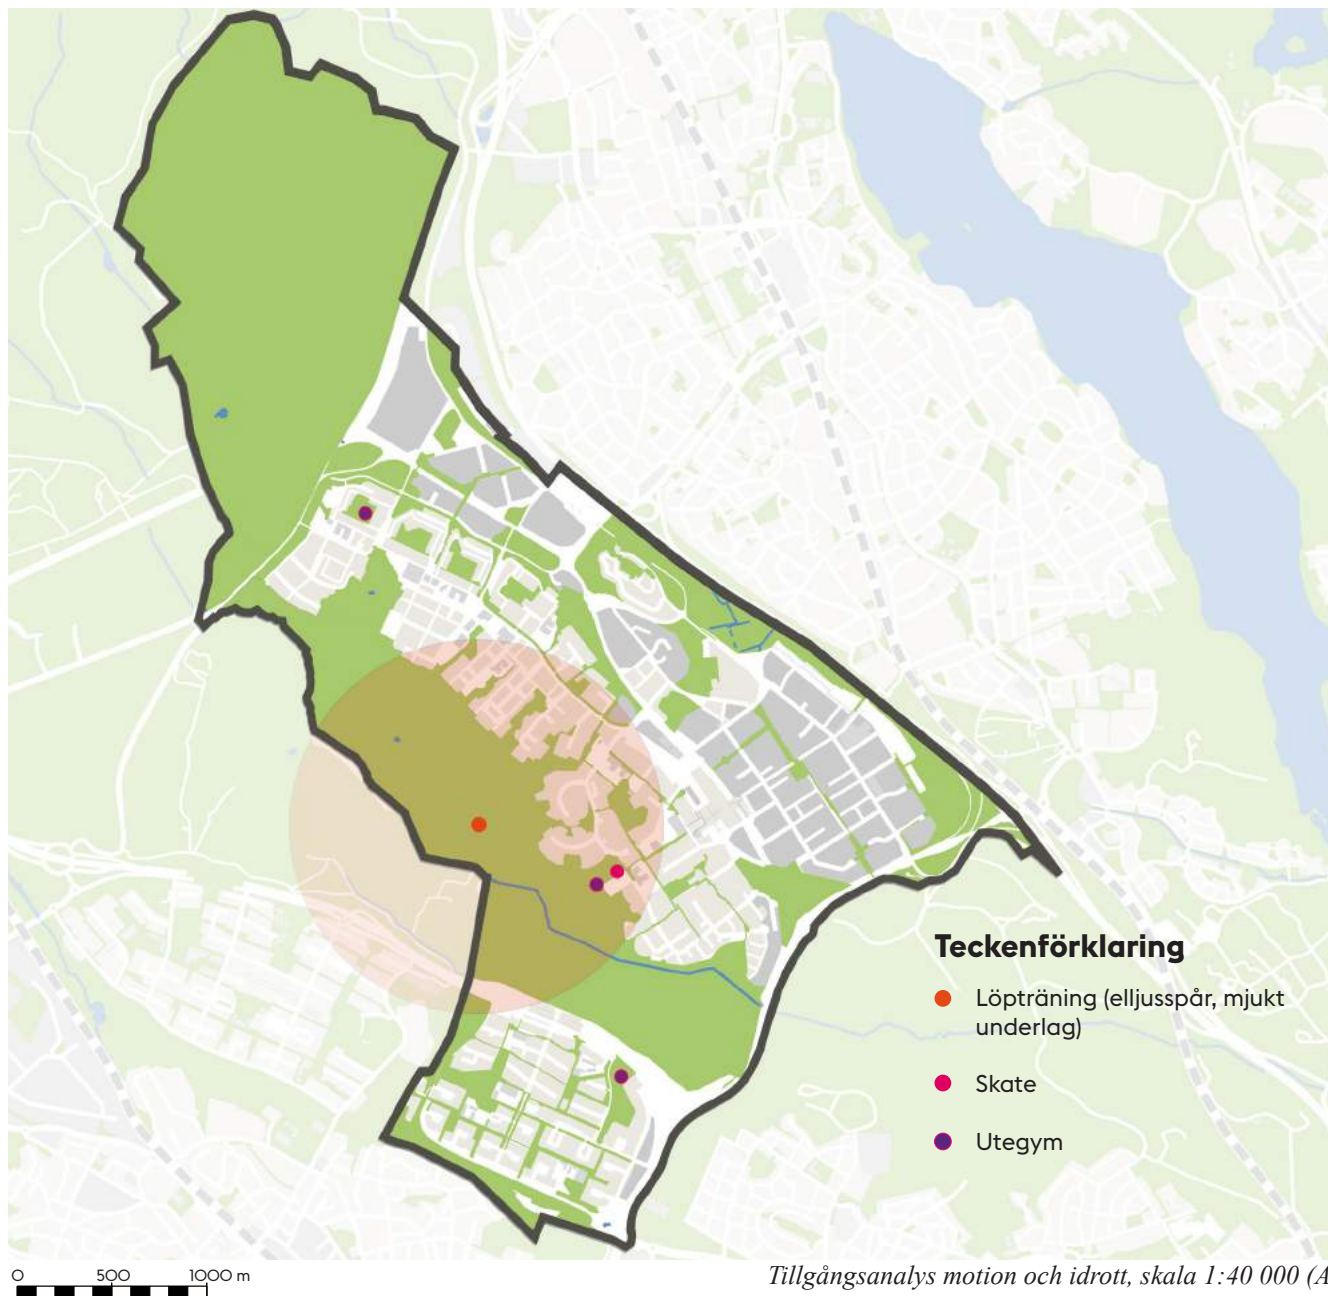 Teckenförklaring
Löpträning (elljusspår, mjukt
underlag)
Skate
Utegym
0 500 1000 m
Tillgångsanalys motion och idrott, skala 1:40 000 (A